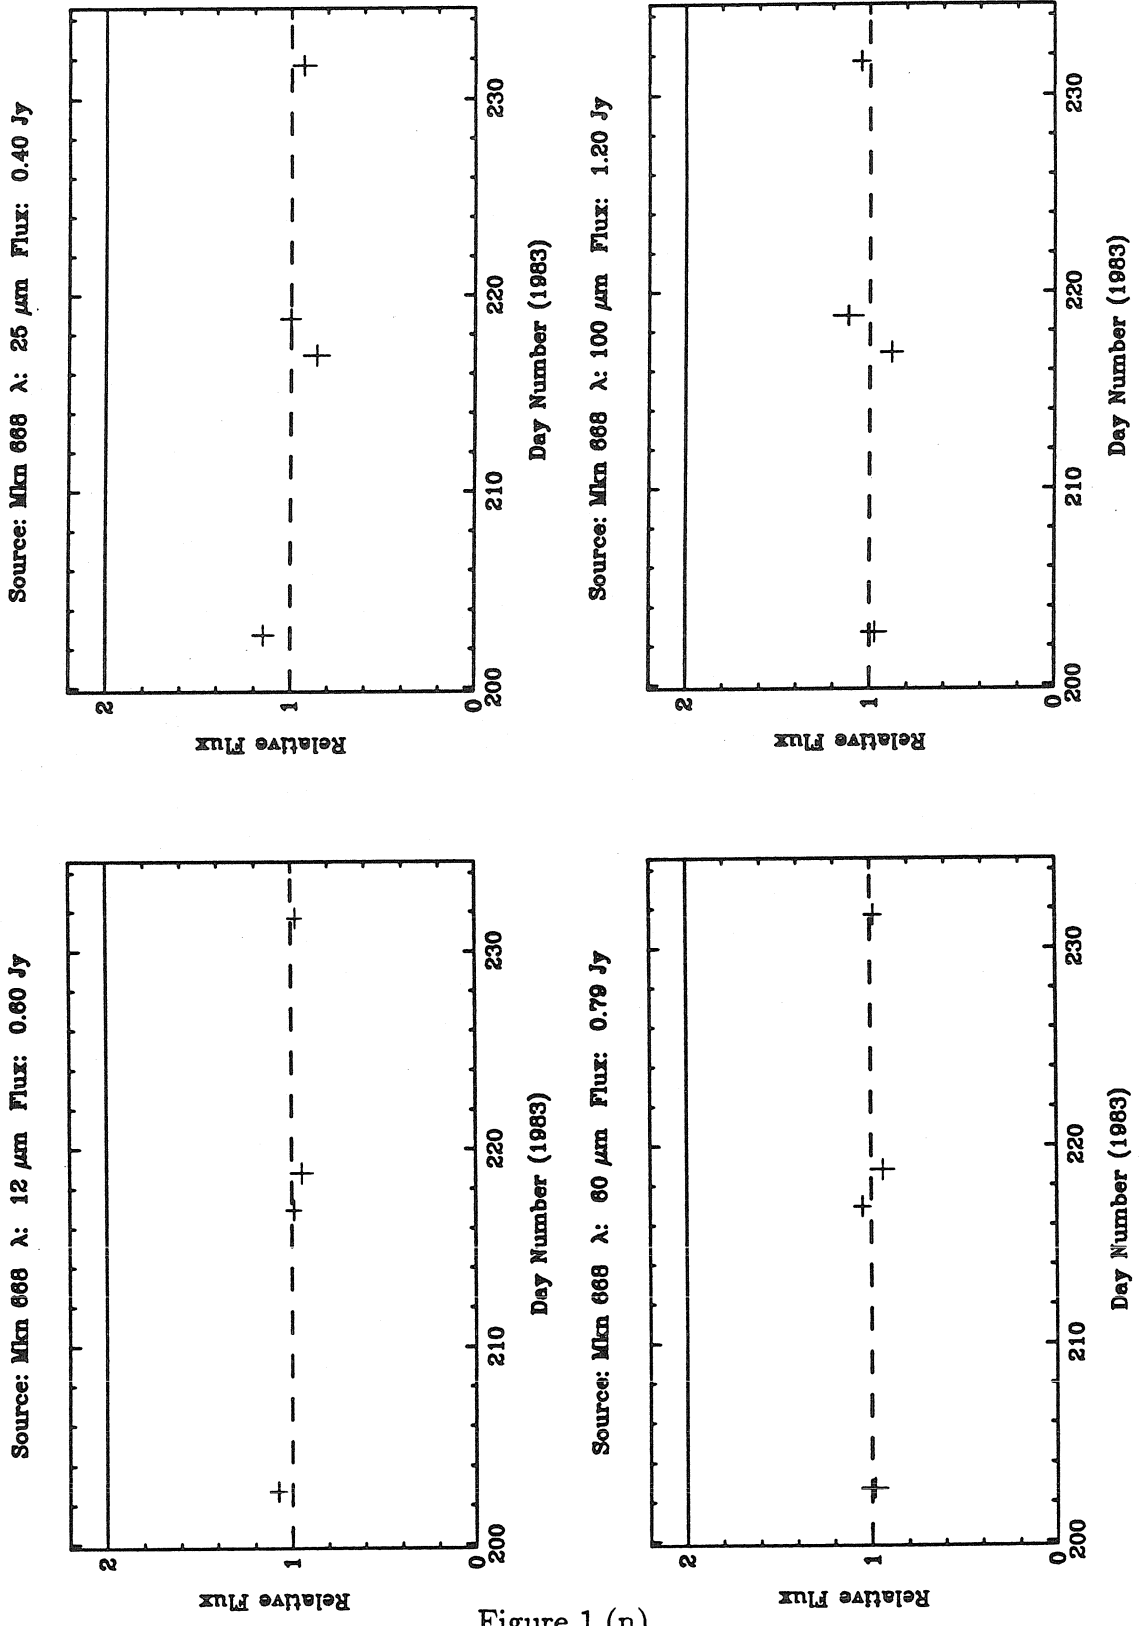 Source: Mkn 668 λ: 12 μm Flux: 0.60 Jy
2
1
0
Relative Flux
200
210
220
230
Day Number (1983)
Source: Mkn 668 λ: 25 μm Flux: 0.40 Jy
2
1
0
Relative Flux
200
210
220
230
Day Number (1983)
Source: Mkn 668 λ: 60 μm Flux: 0.79 Jy
2
1
0
Relative Flux
200
210
220
230
Day Number (1983)
Source: Mkn 668 λ: 100 μm Flux: 1.20 Jy
2
1
0
Relative Flux
200
210
220
230
Day Number (1983)
Figure 1 (n)